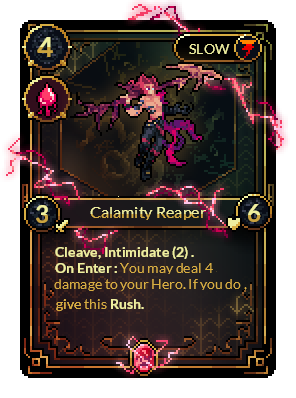 4
SLOW
3
Calamity Reaper
6
Cleave, Intimidate (2) .
On Enter : You may deal 4
damage to your Hero. If you do ,
give this Rush.